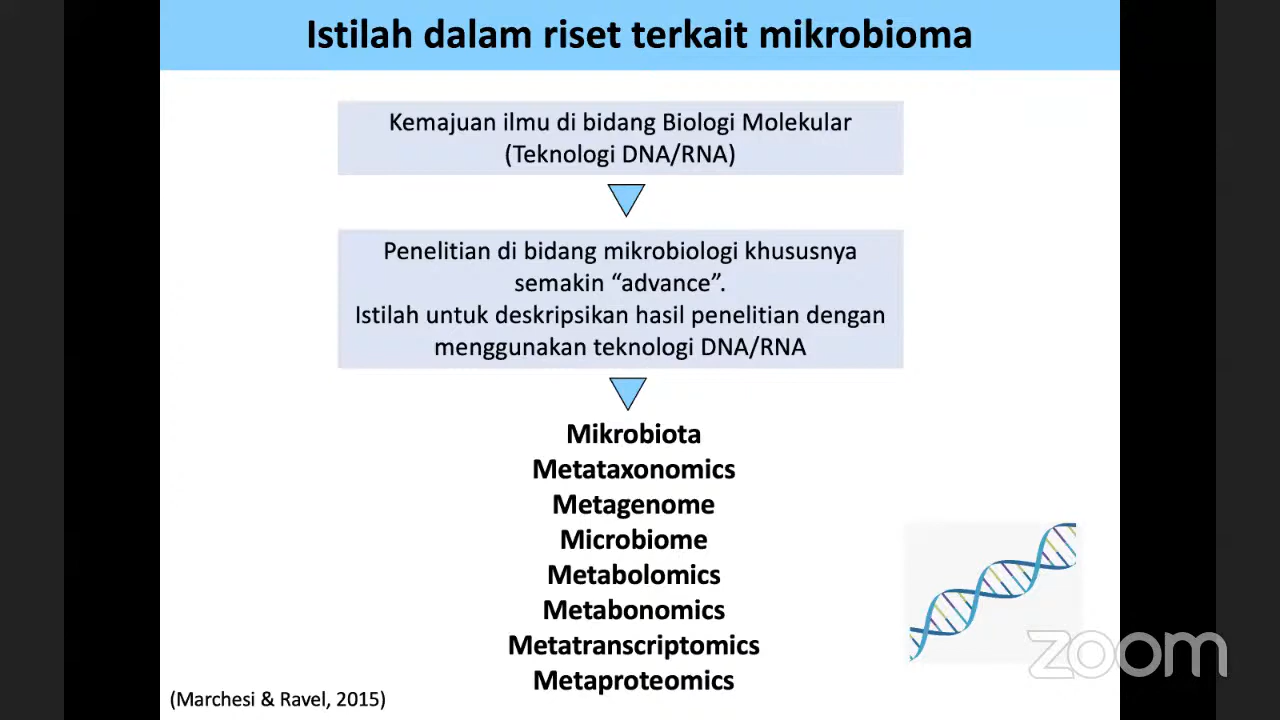 Istilah dalam riset terkait mikrobioma
Kemajuan ilmu di bidang Biologi Molekular
(Teknologi DNA/RNA)
Penelitian di bidang mikrobiologi khususnya
semakin “advance”.
Istilah untuk deskripsikan hasil penelitian dengan
menggunakan teknologi DNA/RNA
Mikrobiota
Metataxonomics
Metagenome
Microbiome
Metabolomics
Metabonomics
Metatranscriptomics
Metaproteomics
(Marchesi & Ravel, 2015)
zoom